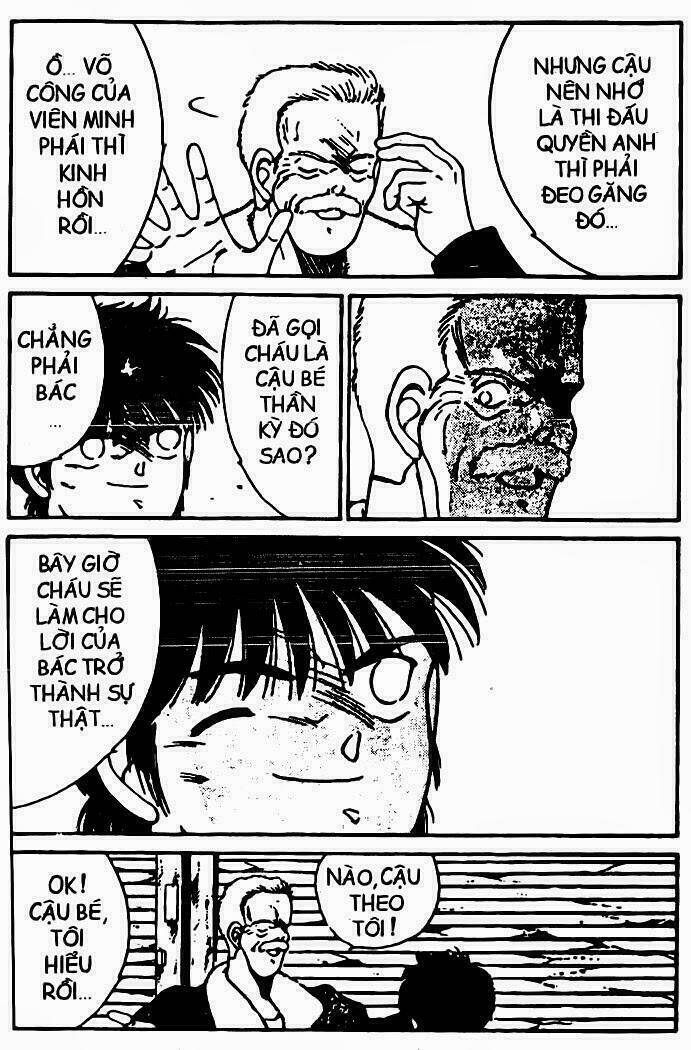 Ồ... VÕ
CÔNG CỦA
VIÊN MINH
PHÁI THÌ
KINH
HỒN
RỒI...
NHƯNG CẬU
NÊN NHỚ
LÀ THI ĐẤU
QUYỀN ANH
THÌ PHẢI
ĐEO GĂNG
ĐÓ...
CHẲNG
PHẢI
BÁC
...
ĐÃ GỌI
CHÁU LÀ
CẬU BÉ
THẦN
KỲ ĐÓ
SAO?
BÂY GIỜ
CHÁU SẼ
LÀM CHO
LỜI CỦA
BÁC TRỞ
THÀNH SỰ
THẬT...
OK!
CẬU BÉ,
TÔI
HIỂU
RỒI...
NÀO, CẬU
THEO
TÔI!